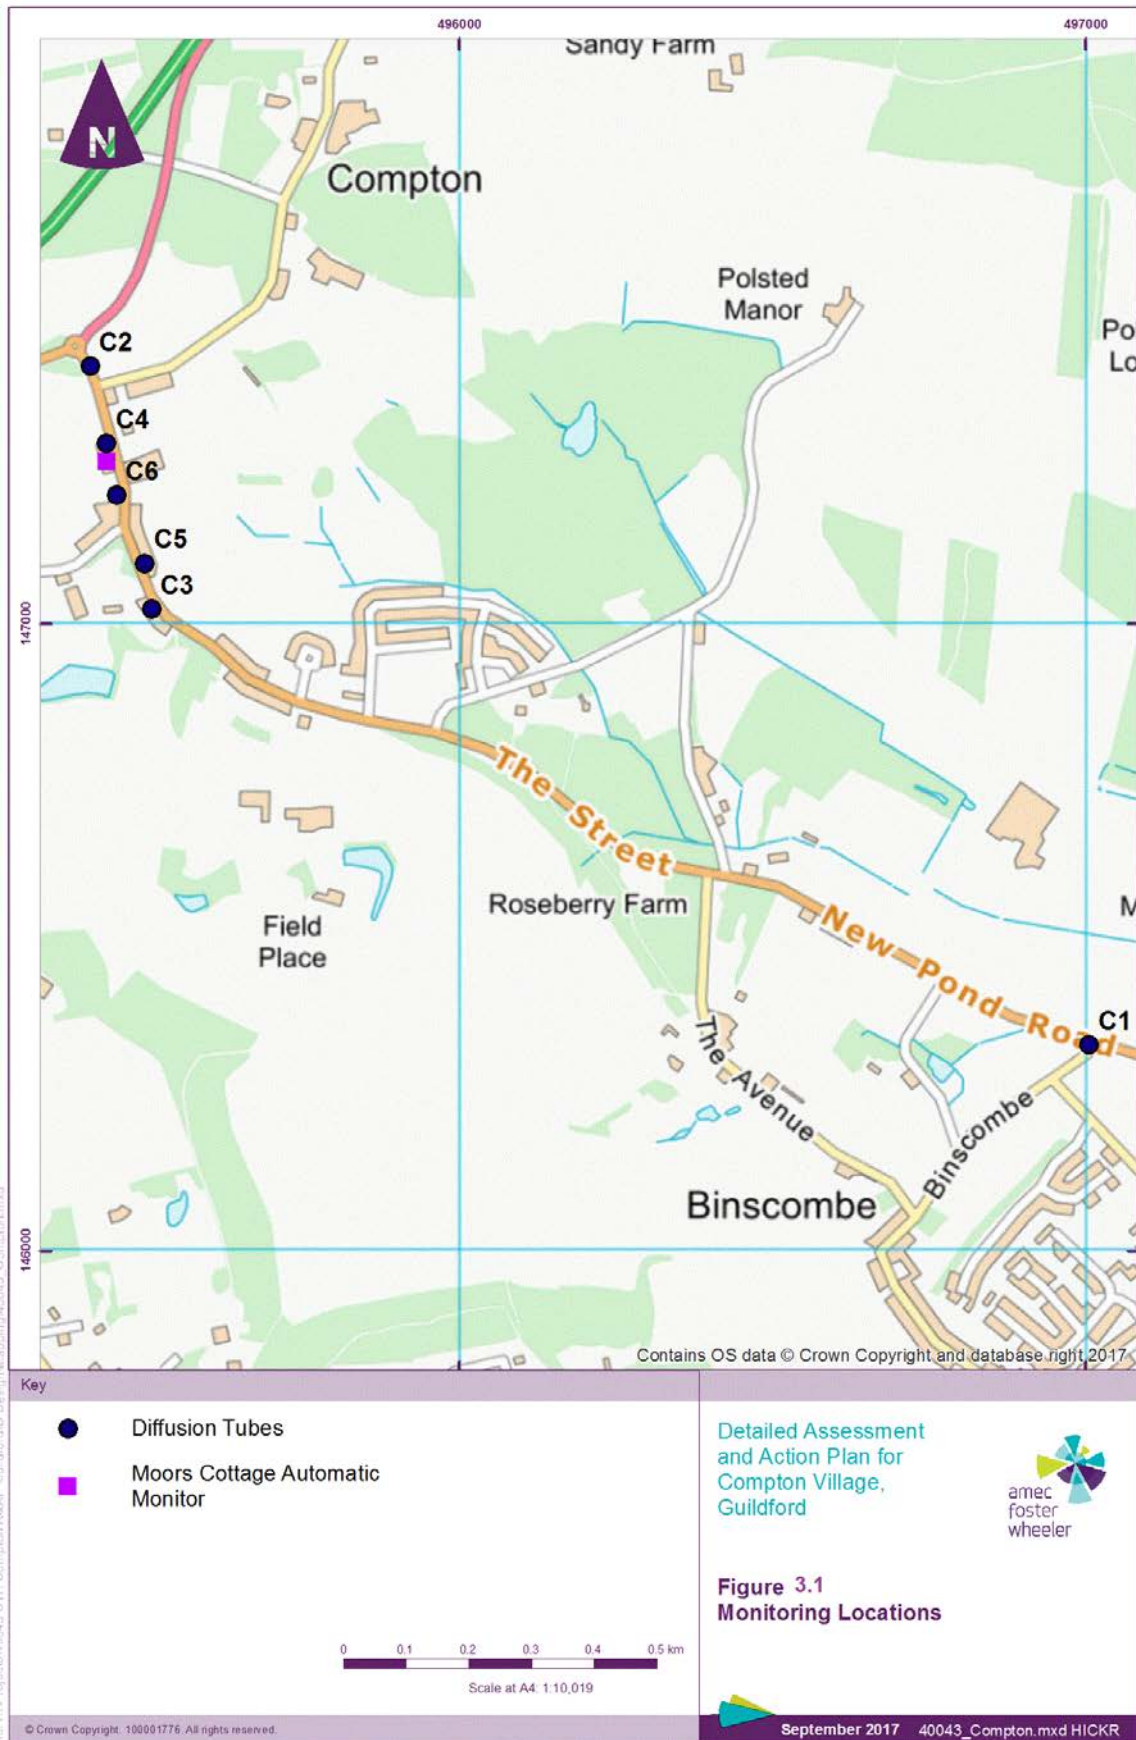 496000
497000
Sandy Farm
N
Compton
Polsted
Manor
Po
Lo
C2
C4
C6
C5
C3
147000
The Street
Roseberry Farm
Field
Place
New Pond Road
M
C1
The Avenue
Binscombe
Binscombe
146000
Contains OS data © Crown Copyright and database right 2017
Key
Diffusion Tubes
Moors Cottage Automatic
Monitor
0 0.1 0.2 0.3 0.4 0.5 km
Scale at A4: 1:10,019
© Crown Copyright. 100001776. All rights reserved.
Detailed Assessment
and Action Plan for
Compton Village,
Guildford
amec
foster
wheeler
Figure 3.1
Monitoring Locations
September 2017 40043_Compton.mxd HICKR